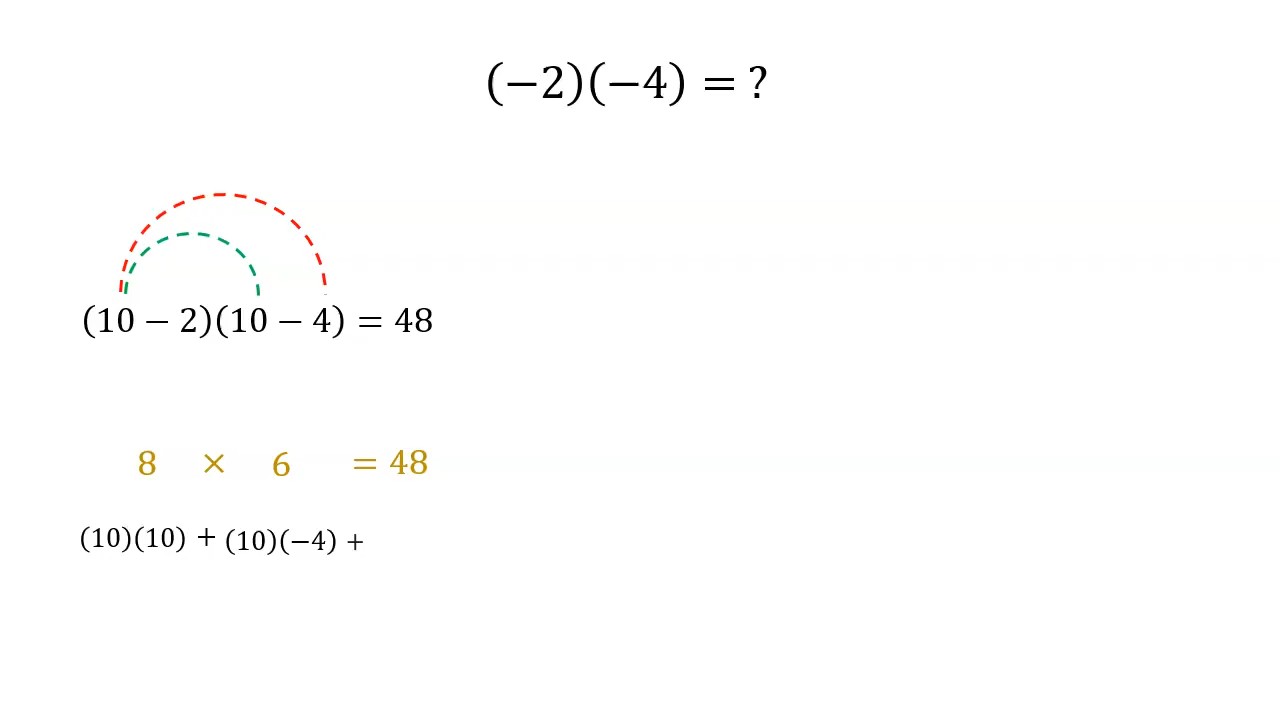 (−2)(−4) = ?
(10 − 2)(10 − 4) = 48
8 × 6 = 48
(10)(10) + (10)(−4) +